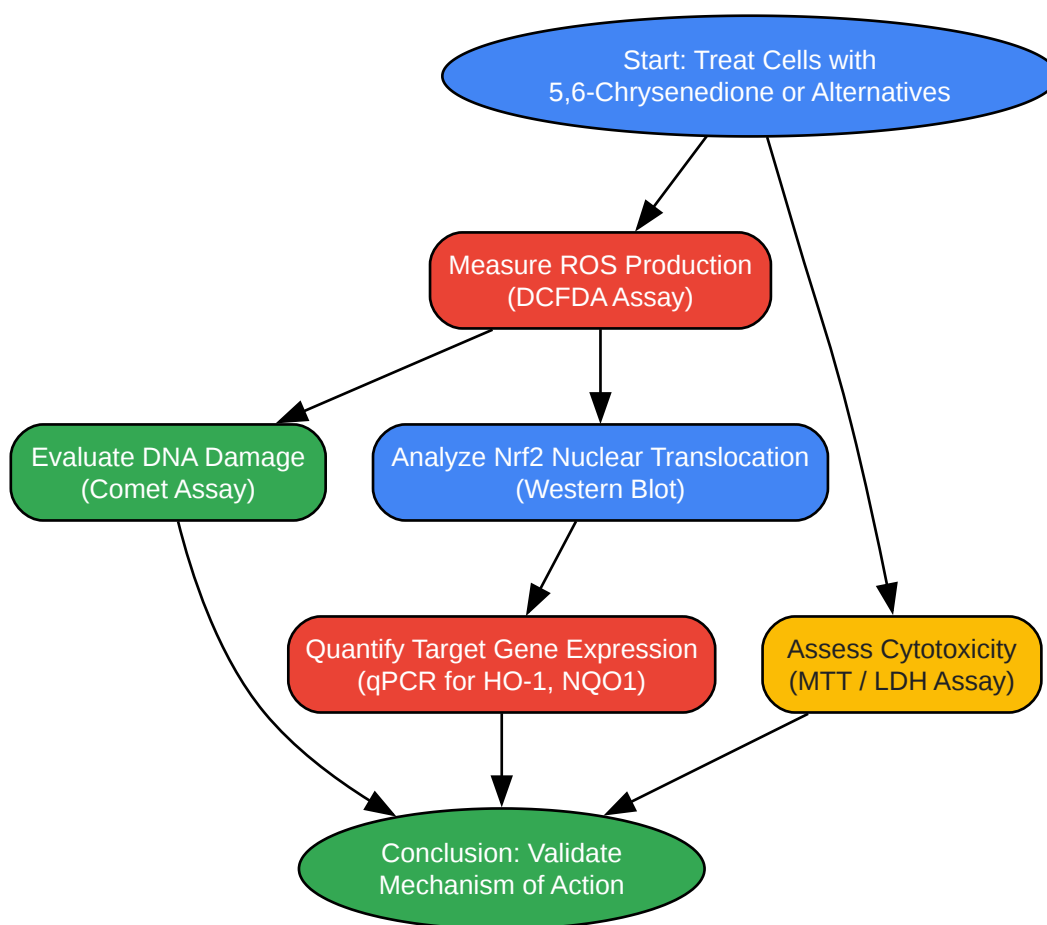 Start: Treat Cells with
5,6-Chrysenedione or Alternatives
Measure ROS Production
(DCFDA Assay)
Evaluate DNA Damage
(Comet Assay)
Analyze Nrf2 Nuclear Translocation
(Western Blot)
Quantify Target Gene Expression
(qPCR for HO-1, NQO1)
Assess Cytotoxicity
(MTT / LDH Assay)
Conclusion: Validate
Mechanism of Action